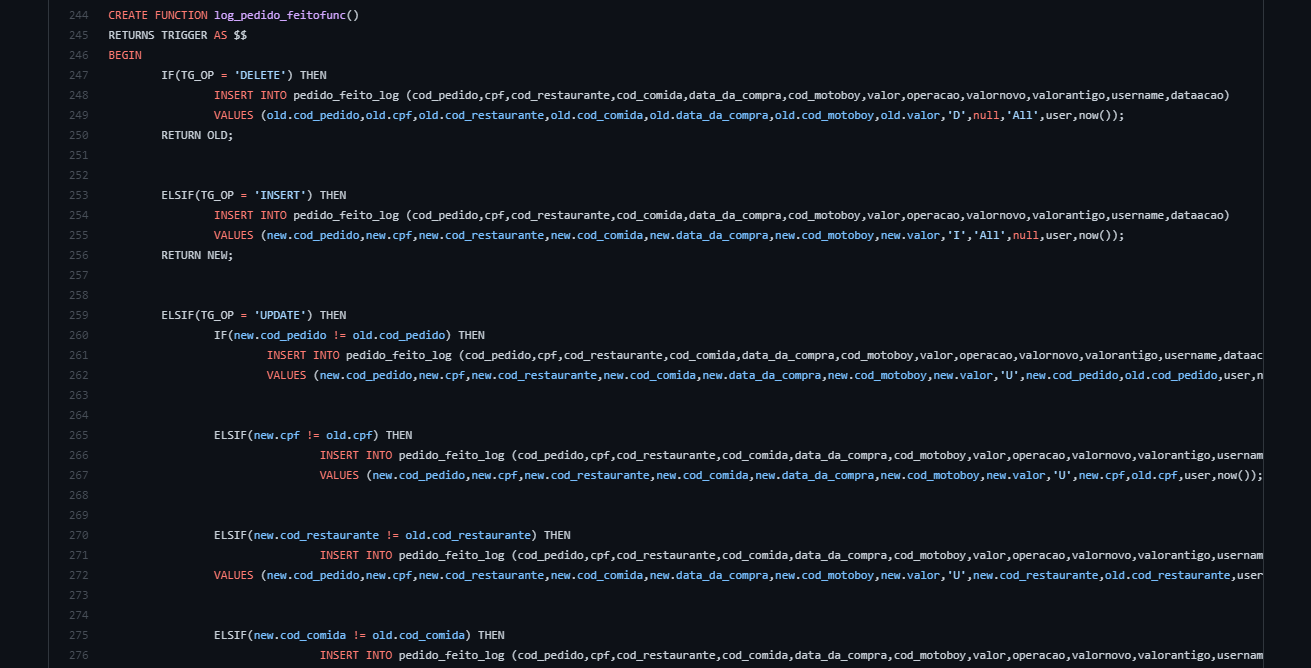 244 CREATE FUNCTION log_pedido_feitofunc()
245 RETURNS TRIGGER AS $$
246 BEGIN
247 IF(TG_OP = 'DELETE') THEN
248 INSERT INTO pedido_feito_log (cod_pedido,cpf,cod_restaurante,cod_comida,data_da_compra,cod_motoboy,valor,operacao,valornovo,valorantigo,username,dataacao)
249 VALUES (old.cod_pedido,old.cpf,old.cod_restaurante,old.cod_comida,old.data_da_compra,old.cod_motoboy,old.valor,'D',null,'All',user,now());
250 RETURN OLD;
251
252
253 ELSIF(TG_OP = 'INSERT') THEN
254 INSERT INTO pedido_feito_log (cod_pedido,cpf,cod_restaurante,cod_comida,data_da_compra,cod_motoboy,valor,operacao,valornovo,valorantigo,username,dataacao)
255 VALUES (new.cod_pedido,new.cpf,new.cod_restaurante,new.cod_comida,new.data_da_compra,new.cod_motoboy,new.valor,'I','All',null,user,now());
256 RETURN NEW;
257
258
259 ELSIF(TG_OP = 'UPDATE') THEN
260 IF(new.cod_pedido != old.cod_pedido) THEN
261 INSERT INTO pedido_feito_log (cod_pedido,cpf,cod_restaurante,cod_comida,data_da_compra,cod_motoboy,valor,operacao,valornovo,valorantigo,username,dataac
262 VALUES (new.cod_pedido,new.cpf,new.cod_restaurante,new.cod_comida,new.data_da_compra,new.cod_motoboy,new.valor,'U',new.cod_pedido,old.cod_pedido,user,n
263
264
265 ELSIF(new.cpf != old.cpf) THEN
266 INSERT INTO pedido_feito_log (cod_pedido,cpf,cod_restaurante,cod_comida,data_da_compra,cod_motoboy,valor,operacao,valornovo,valorantigo,usernam
267 VALUES (new.cod_pedido,new.cpf,new.cod_restaurante,new.cod_comida,new.data_da_compra,new.cod_motoboy,new.valor,'U',new.cpf,old.cpf,user,now());
268
269
270 ELSIF(new.cod_restaurante != old.cod_restaurante) THEN
271 INSERT INTO pedido_feito_log (cod_pedido,cpf,cod_restaurante,cod_comida,data_da_compra,cod_motoboy,valor,operacao,valornovo,valorantigo,usernam
272 VALUES (new.cod_pedido,new.cpf,new.cod_restaurante,new.cod_comida,new.data_da_compra,new.cod_motoboy,new.valor,'U',new.cod_restaurante,old.cod_restaurante,user
273
274
275 ELSIF(new.cod_comida != old.cod_comida) THEN
276 INSERT INTO pedido_feito_log (cod_pedido,cpf,cod_restaurante,cod_comida,data_da_compra,cod_motoboy,valor,operacao,valornovo,valorantigo,usernam